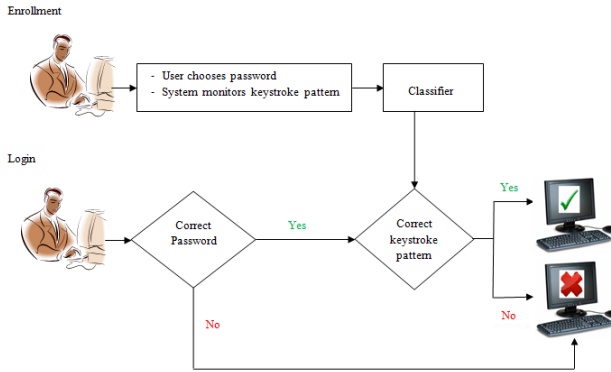 Enrollment
- User chooses password
- System monitors keystroke pattern
Classifier
Login
Correct
Password
Yes
Correct
keystroke
pattern
Yes
No
No